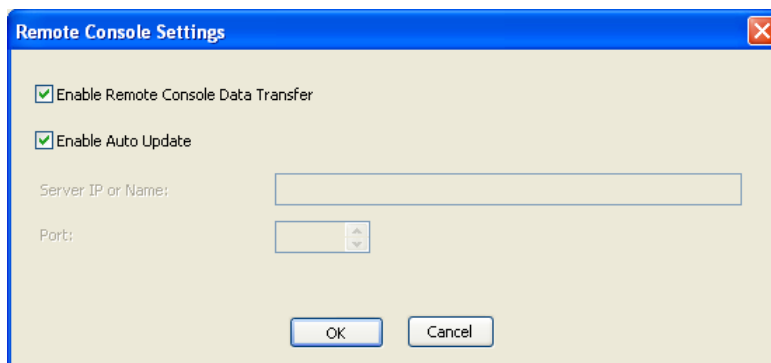 Remote Console Settings
Enable Remote Console Data Transfer
Enable Auto Update
Server IP or Name:
Port:
OK Cancel